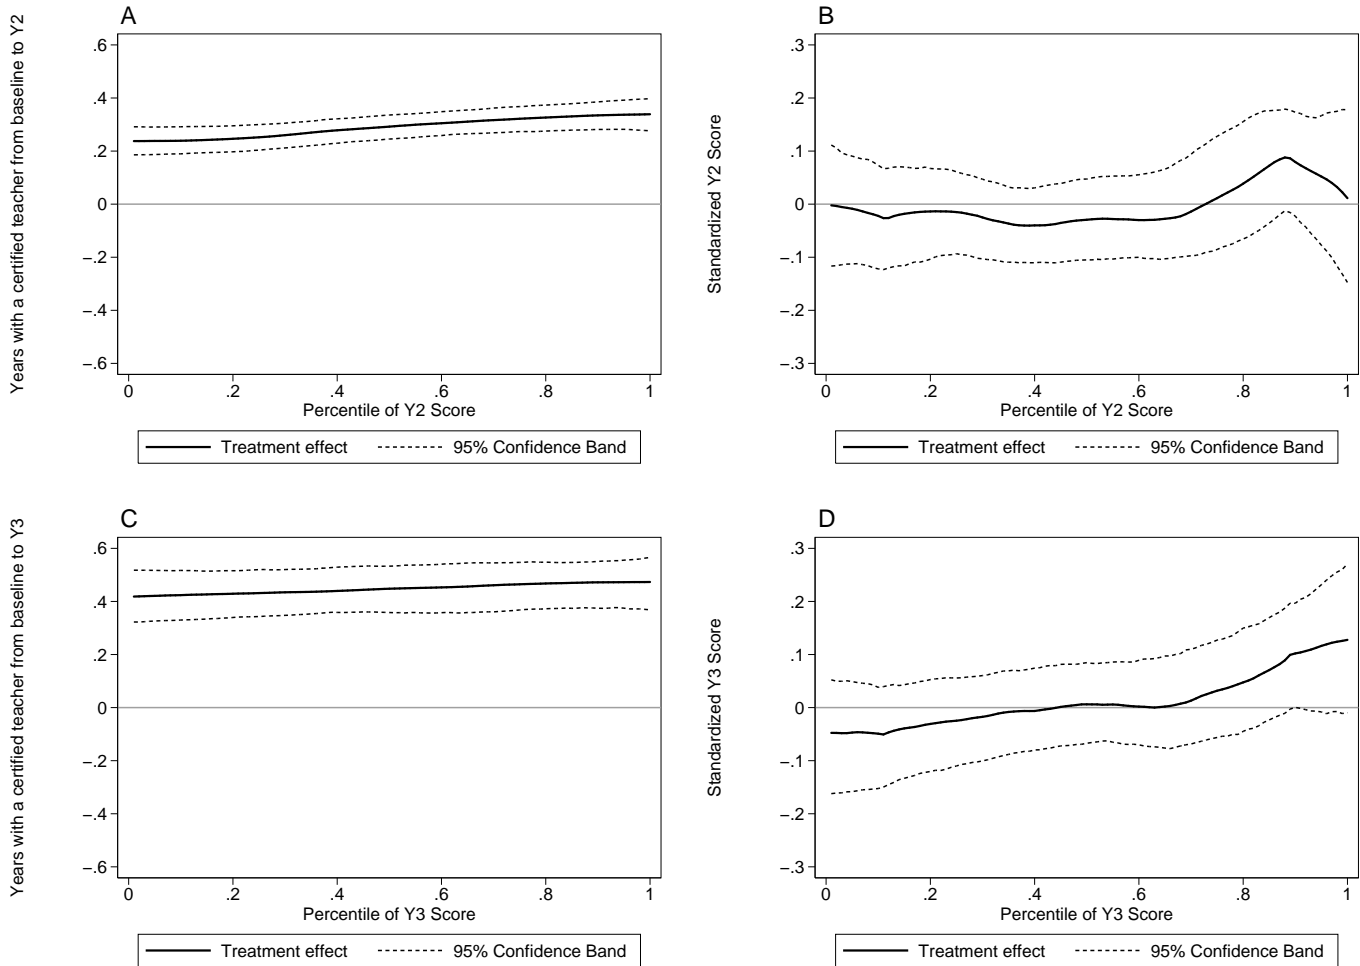 A
Years with a certified teacher from baseline to Y2
.6
.4
.2
0
−.2
−.4
−.6
0 .2 .4 .6 .8 1
Percentile of Y2 Score
Treatment effect 95% Confidence Band
B
Standardized Y2 Score
.3
.2
.1
0
−.1
−.2
−.3
0 .2 .4 .6 .8 1
Percentile of Y2 Score
Treatment effect 95% Confidence Band
C
Years with a certified teacher from baseline to Y3
.6
.4
.2
0
−.2
−.4
−.6
0 .2 .4 .6 .8 1
Percentile of Y3 Score
Treatment effect 95% Confidence Band
D
Standardized Y3 Score
.3
.2
.1
0
−.1
−.2
−.3
0 .2 .4 .6 .8 1
Percentile of Y3 Score
Treatment effect 95% Confidence Band